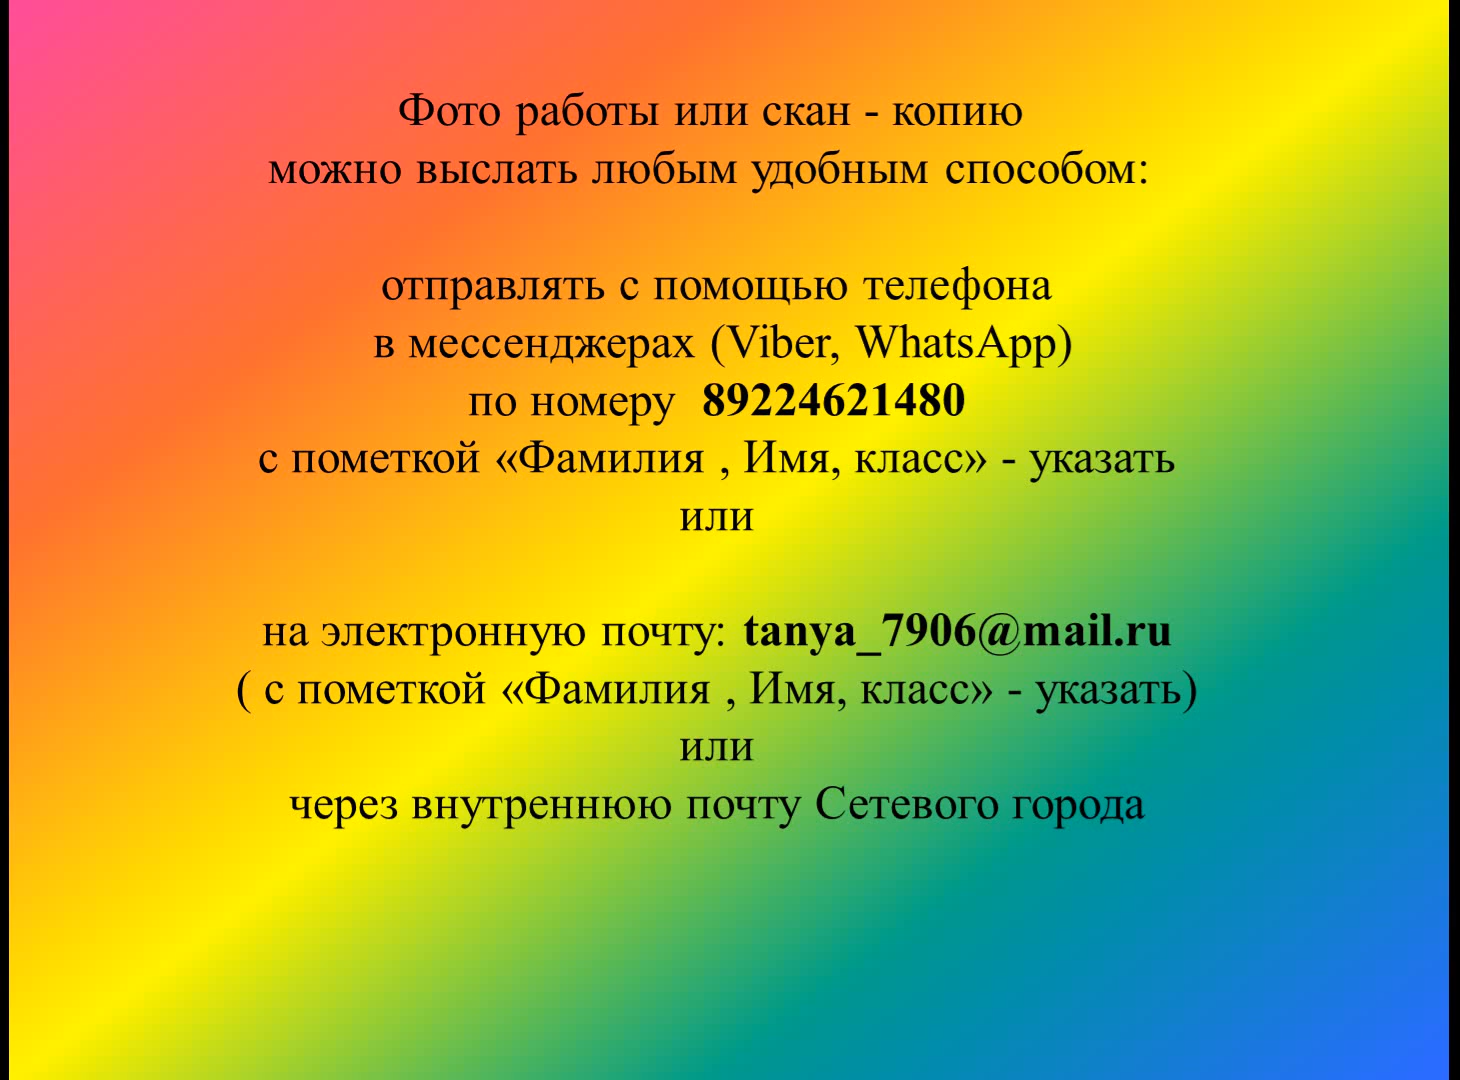 Фото работы или скан - копию
можно выслать любым удобным способом:
отправлять с помощью телефона
в мессенджерах (Viber, WhatsApp)
по номеру 89224621480
с пометкой «Фамилия , Имя, класс» - указать
или
на электронную почту: tanya_7906@mail.ru
( с пометкой «Фамилия , Имя, класс» - указать)
или
через внутреннюю почту Сетевого города